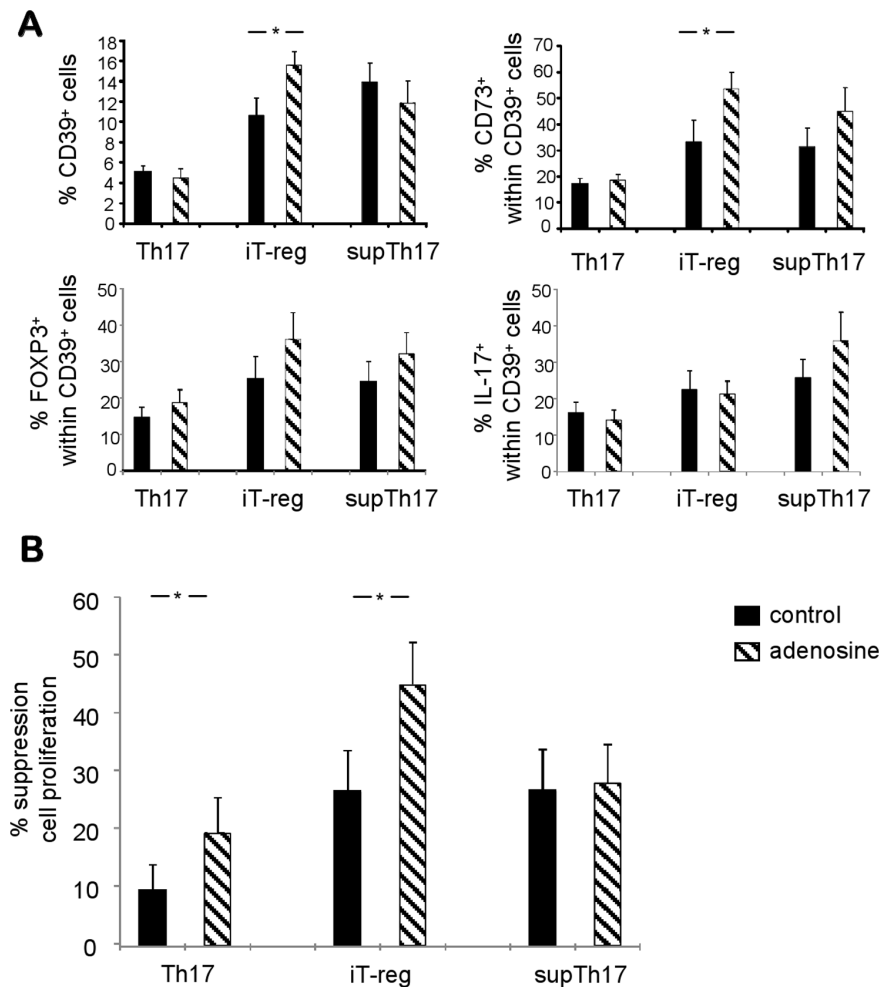 A
% CD39+ cells
18
16
14
12
10
8
6
4
2
0
*
Th17 iT-reg supTh17
% CD73+
within CD39+ cells
70
60
50
40
30
20
10
0
*
Th17 iT-reg supTh17
% FOXP3+
within CD39+ cells
50
40
30
20
10
0
Th17 iT-reg supTh17
% IL-17+
within CD39+ cells
50
40
30
20
10
0
Th17 iT-reg supTh17
B
% suppression
cell proliferation
60
50
40
30
20
10
0
*
*
Th17 iT-reg supTh17
control
adenosine